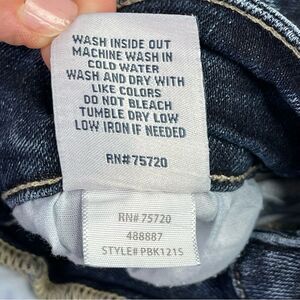 WASH INSIDE OUT
MACHINE WASH IN
COLD WATER
WASH AND DRY WITH
LIKE COLORS
DO NOT BLEACH
TUMBLE DRY LOW
LOW IRON IF NEEDED
RN#75720
RN#75720
488887
STYLE# PBK121S